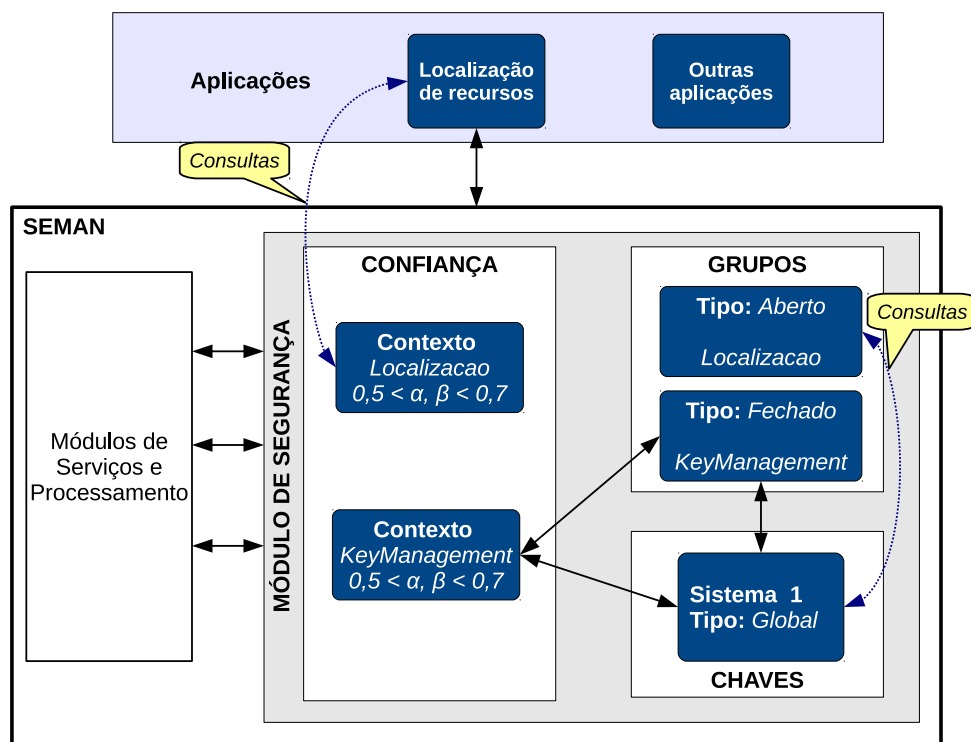 Aplicações
Localização
de recursos
Outras
aplicações
Consultas
SEMAN
CONFIANÇA
GRUPOS
Módulos de
Serviços e
Processamento
MÓDULO DE SEGURANÇA
Contexto
Localizacao
0,5 < α, β < 0,7
Tipo: Aberto
Localizacao
Consultas
Tipo: Fechado
KeyManagement
Contexto
KeyManagement
0,5 < α, β < 0,7
Sistema 1
Tipo: Global
CHAVES